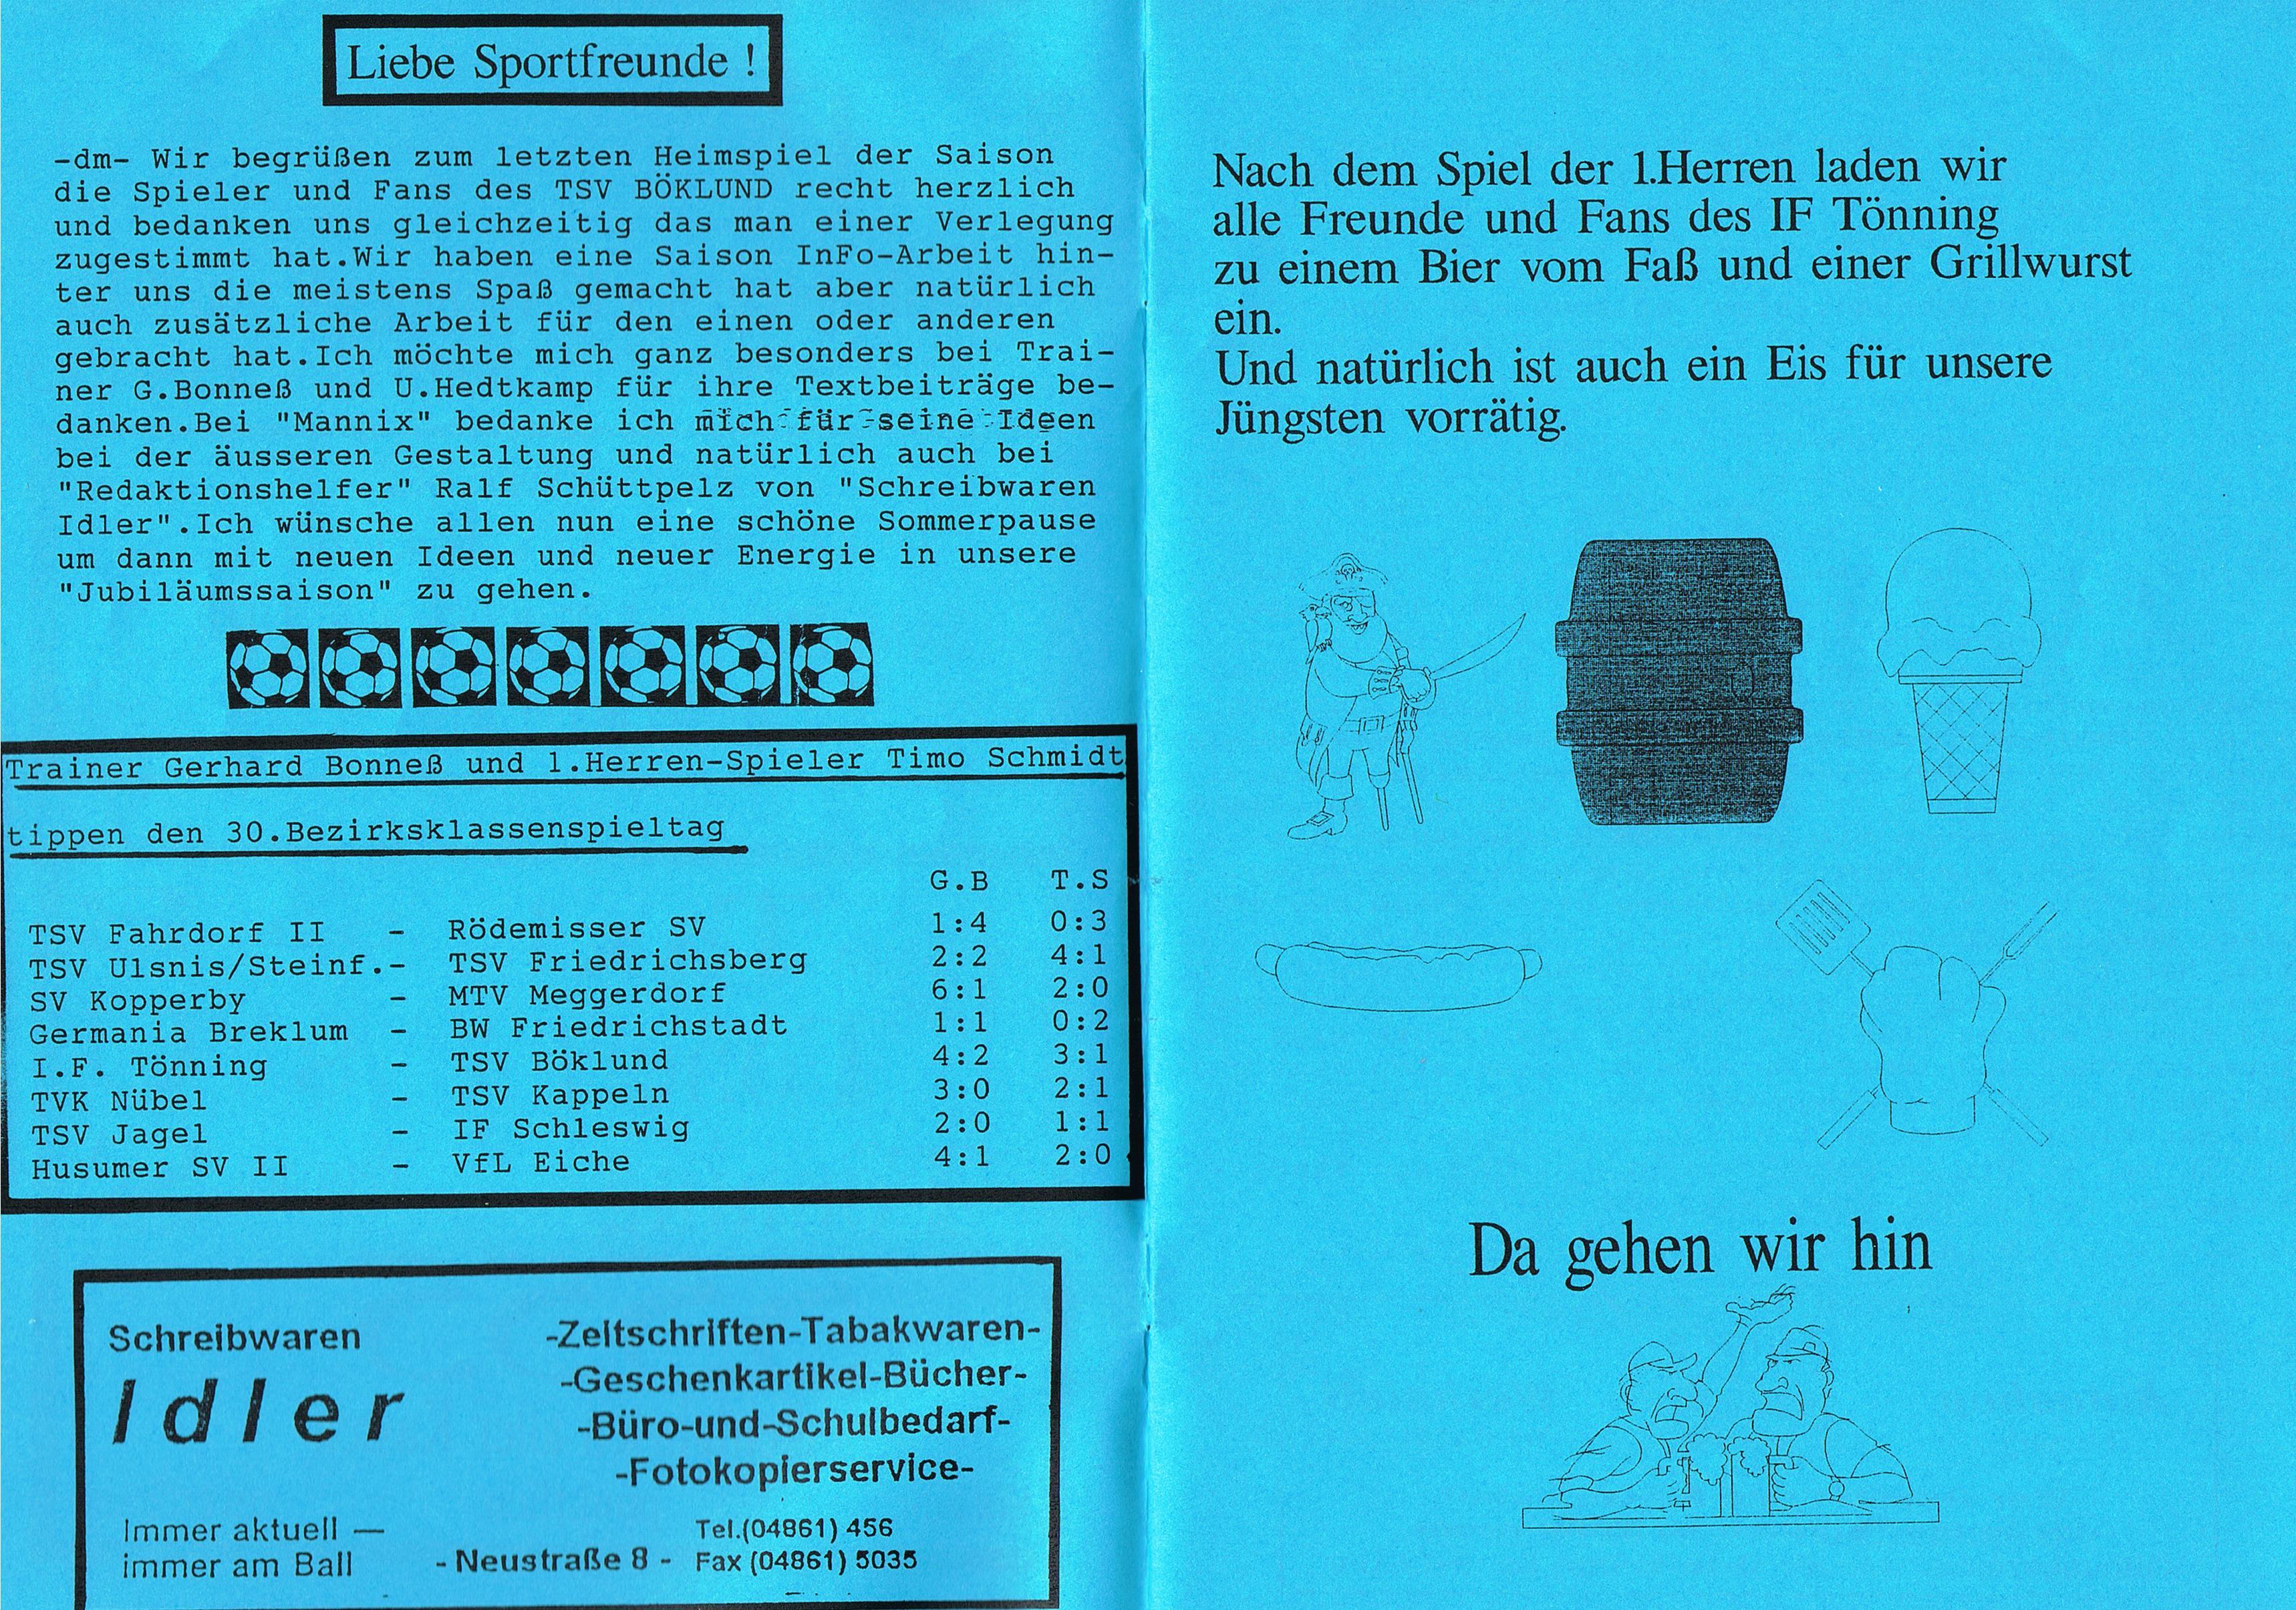 Liebe Sportfreunde !
-dm- Wir begrüßen zum letzten Heimspiel der Saison
die Spieler und Fans des TSV BÖKLUND recht herzlich
und bedanken uns gleichzeitig das man einer Verlegung
zugestimmt hat.Wir haben eine Saison InFo-Arbeit hin-
ter uns die meistens Spaß gemacht hat aber natürlich
auch zusätzliche Arbeit für den einen oder anderen
gebracht hat.Ich möchte mich ganz besonders bei Trai-
ner G.Bonneß und U.Hedtkamp für ihre Textbeiträge be-
danken.Bei "Mannix" bedanke ich mich für seine Ideen
bei der äusseren Gestaltung und natürlich auch bei
"Redaktionshelfer" Ralf Schüttpelz von "Schreibwaren
Idler".Ich wünsche allen nun eine schöne Sommerpause
um dann mit neuen Ideen und neuer Energie in unsere
"Jubiläumssaison" zu gehen.
Trainer Gerhard Bonneß und 1.Herren-Spieler Timo Schmidt
tippen den 30.Bezirksklassenspieltag
G.B T.S
TSV Fahrdorf II - Rödemisser SV 1:4 0:3
TSV Ulsnis/Steinf.- TSV Friedrichsberg 2:2 4:1
SV Kopperby - MTV Meggerdorf 6:1 2:0
Germania Breklum - BW Friedrichstadt 1:1 0:2
I.F. Tönning - TSV Böklund 4:2 3:1
TVK Nübel - TSV Kappeln 3:0 2:1
TSV Jagel - IF Schleswig 2:0 1:1
Husumer SV II - VfL Eiche 4:1 2:0
Schreibwaren
Idler
-Zeitschriften-Tabakwaren-
-Geschenkartikel-Bücher-
-Büro-und-Schulbedarf-
-Fotokopierservice-
Immer aktuell —
immer am Ball
- Neustraße 8 -
Tel.(04861) 456
Fax (04861) 5035
Nach dem Spiel der 1.Herren laden wir
alle Freunde und Fans des IF Tönning
zu einem Bier vom Faß und einer Grillwurst
ein.
Und natürlich ist auch ein Eis für unsere
Jüngsten vorrätig.
Da gehen wir hin